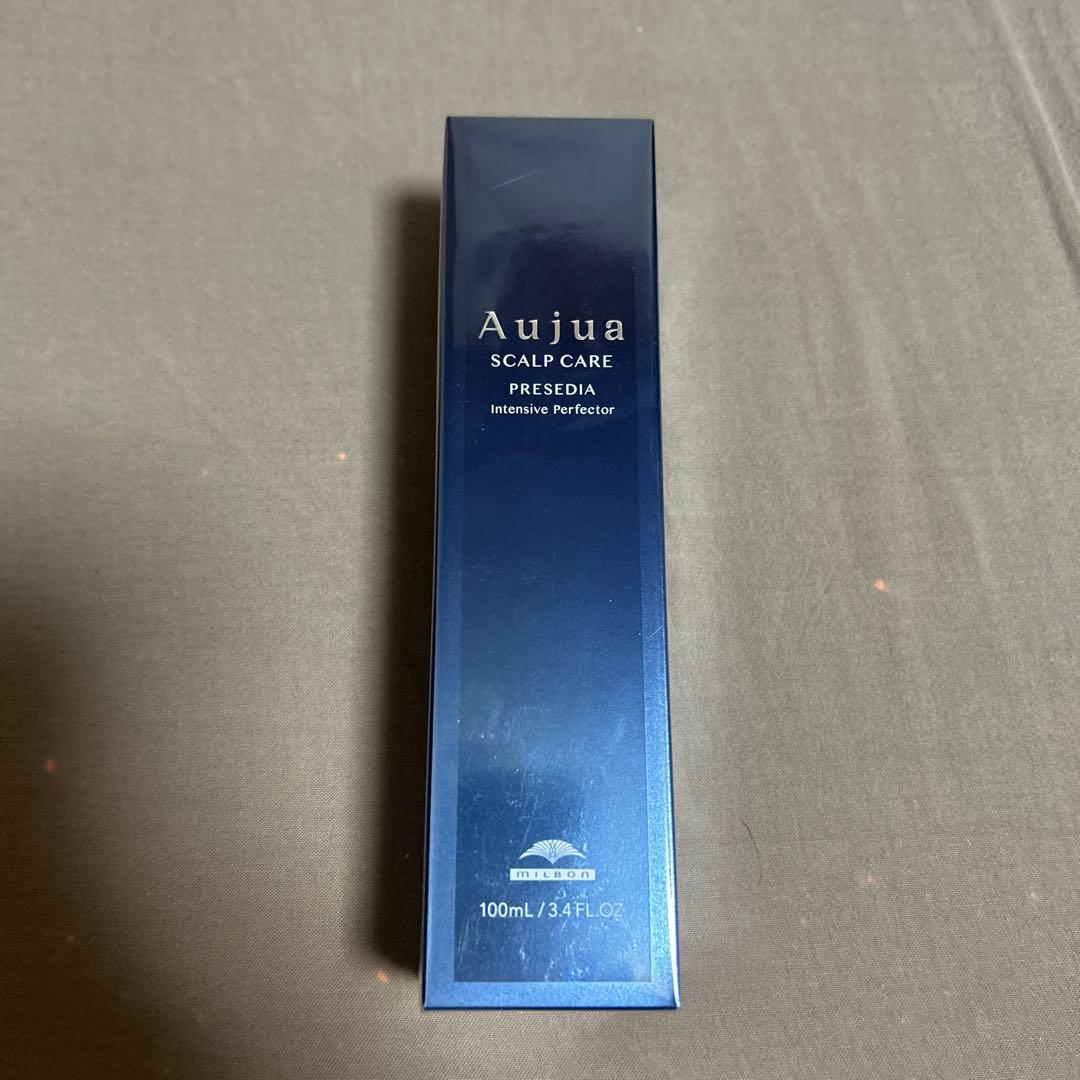 Aujua
SCALP CARE
PRESEDIA
Intensive Perfector
MILBON
100mL / 3.4 FL.OZ